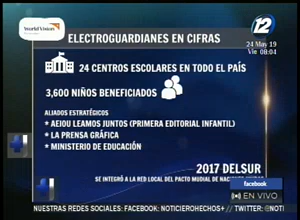 World Vision
12
24 May 19
Vie 08:04
ELECTROGUARDIANES EN CIFRAS
24 CENTROS ESCOLARES EN TODO EL PAÍS
3,600 NIÑOS BENEFICIADOS
ALIADOS ESTRATÉGICOS
* AEIOU LEAMOS JUNTOS (PRIMERA EDITORIAL INFANTIL)
* LA PRENSA GRÁFICA
* MINISTERIO DE EDUCACIÓN
2017 DELSUR
SE INTEGRÓ A LA RED LOCAL DEL PACTO MUDIAL DE
facebook
EN VIVO
NUESTRAS REDES SOCIALES: FACEBOOK: NOTICIEROHECHOS+ // TWITTER: @NOTICI